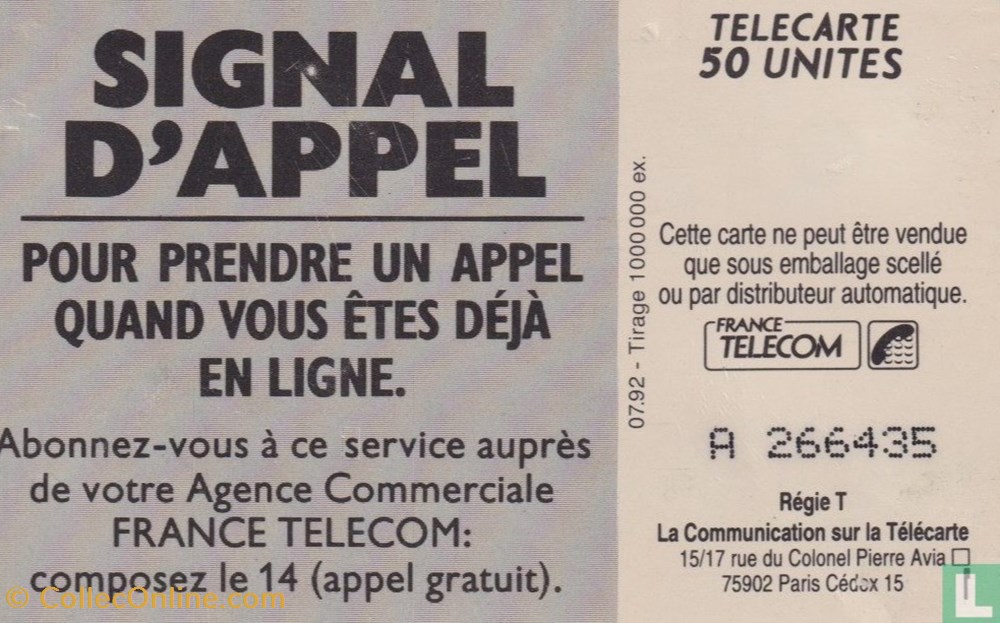 SIGNAL
D'APPEL
POUR PRENDRE UN APPEL
QUAND VOUS ÊTES DÉJÀ
EN LIGNE.
Abonnez-vous à ce service auprès
de votre Agence Commerciale
FRANCE TELECOM:
composez le 14 (appel gratuit).
© CollecOnline.com
07.92 - Tirage 1 000 000 ex.
TELECARTE
50 UNITES
Cette carte ne peut être vendue
que sous emballage scellé
ou par distributeur automatique.
FRANCE
TELECOM
A 266435
Régie T
La Communication sur la Télécarte
15/17 rue du Colonel Pierre Avia
75902 Paris Cédex 15
L